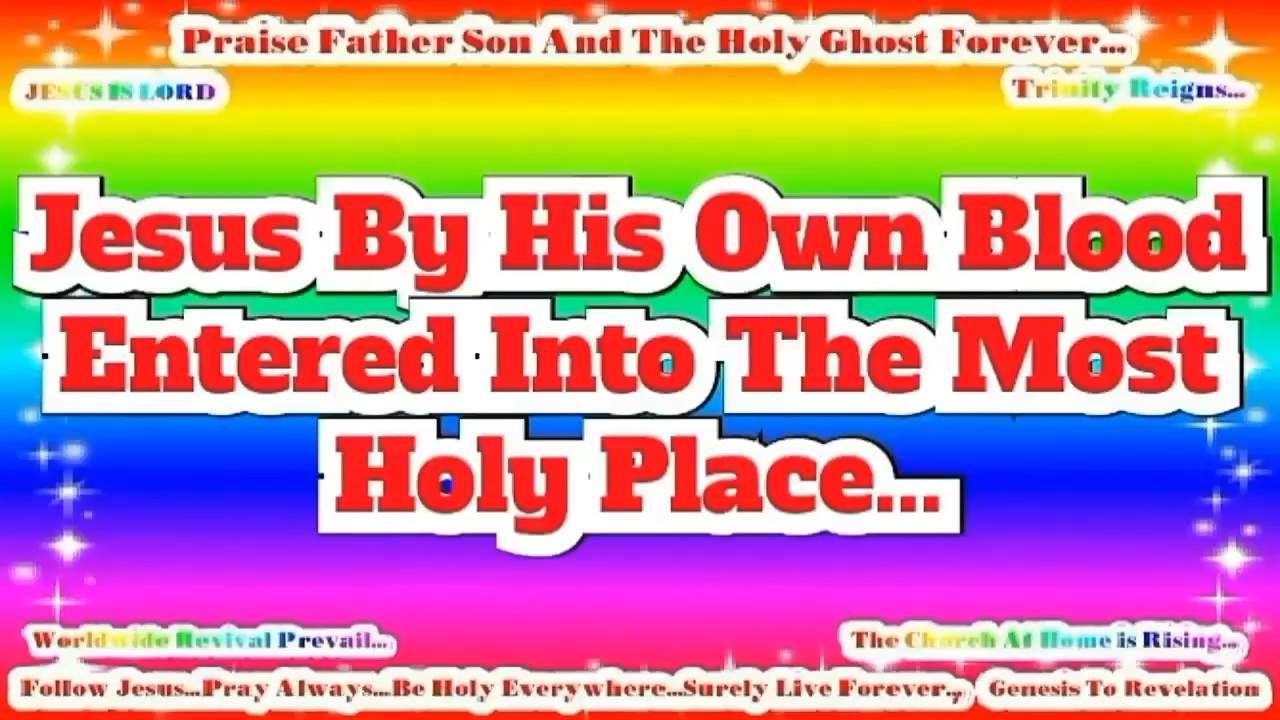 Praise Father Son And The Holy Ghost Forever...
JESUS IS LORD
Trinity Reigns...
Jesus By His Own Blood
Entered Into The Most
Holy Place...
Worldwide Revival Prevail...
The Church At Home is Rising...
Follow Jesus...Pray Always...Be Holy Everywhere...Surely Live Forever...
Genesis To Revelation